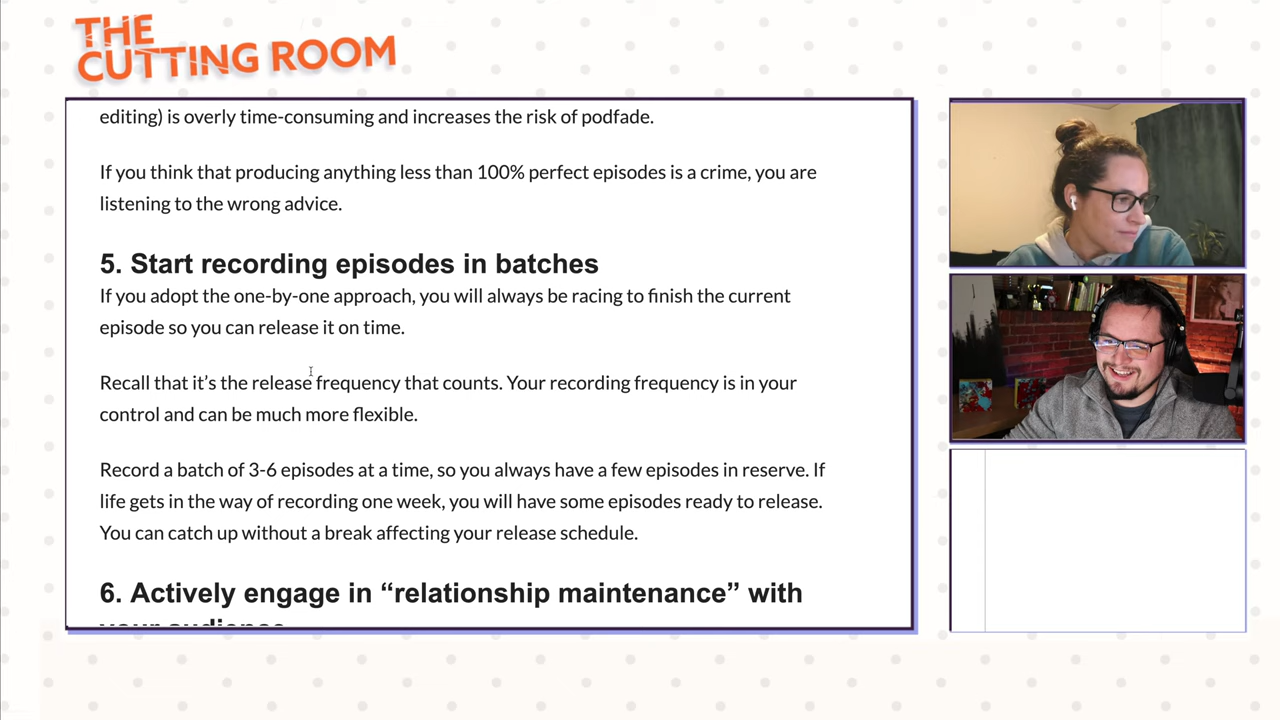 THE
CUTTING ROOM
editing) is overly time-consuming and increases the risk of podfade.
If you think that producing anything less than 100% perfect episodes is a crime, you are
listening to the wrong advice.
5. Start recording episodes in batches
If you adopt the one-by-one approach, you will always be racing to finish the current
episode so you can release it on time.
Recall that it’s the release frequency that counts. Your recording frequency is in your
control and can be much more flexible.
Record a batch of 3-6 episodes at a time, so you always have a few episodes in reserve. If
life gets in the way of recording one week, you will have some episodes ready to release.
You can catch up without a break affecting your release schedule.
6. Actively engage in “relationship maintenance” with
your audience